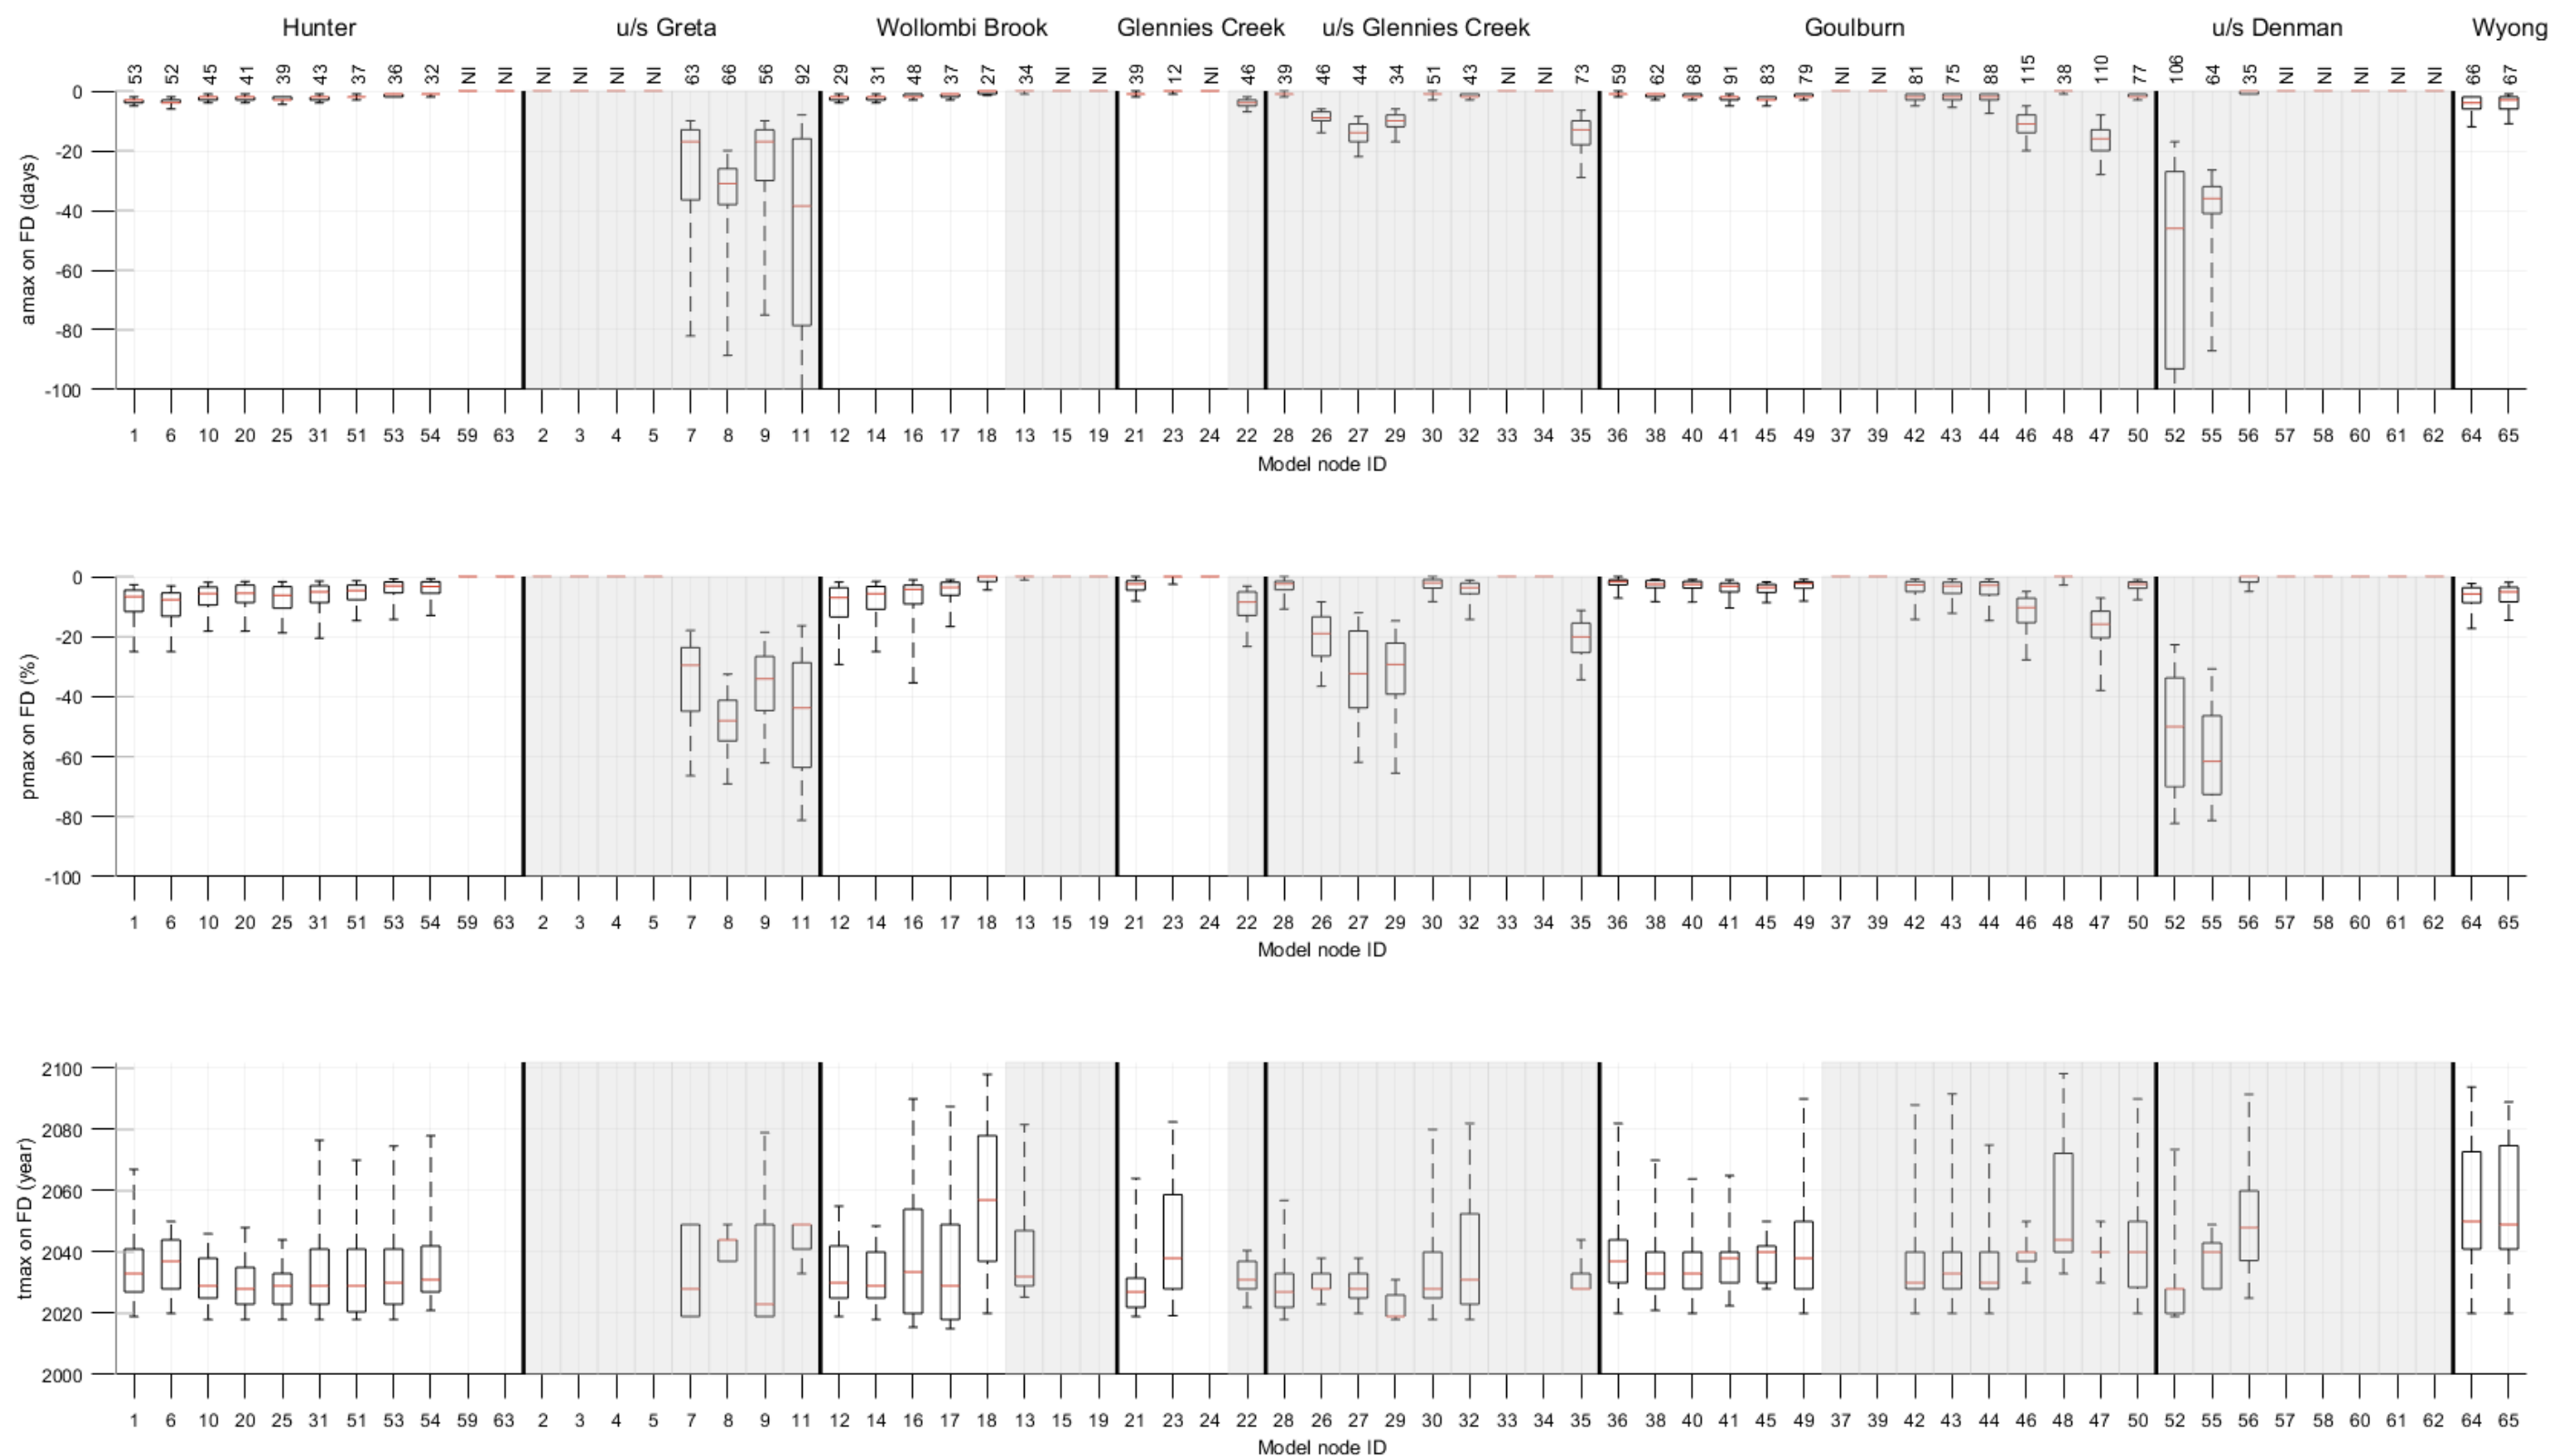 Hunter u/s Greta Wollombi Brook Glennies Creek u/s Glennies Creek Goulburn u/s Denman Wyong
53 52 45 41 39 43 37 36 32 NI NI NI NI NI NI 63 66 56 92 29 31 48 37 27 34 NI NI 39 12 NI 46 39 46 44 34 51 43 NI NI 73 59 62 68 91 83 79 NI NI 81 75 88 115 38 110 77 106 64 35 NI NI NI NI NI 66 67
amax on FD (days)
0
-20
-40
-60
-80
-100
1 6 10 20 25 31 51 53 54 59 63 2 3 4 5 7 8 9 11 12 14 16 17 18 13 15 19 21 23 24 22 28 26 27 29 30 32 33 34 35 36 38 40 41 45 49 37 39 42 43 44 46 48 47 50 52 55 56 57 58 60 61 62 64 65
Model node ID
pmax on FD (%)
0
-20
-40
-60
-80
-100
1 6 10 20 25 31 51 53 54 59 63 2 3 4 5 7 8 9 11 12 14 16 17 18 13 15 19 21 23 24 22 28 26 27 29 30 32 33 34 35 36 38 40 41 45 49 37 39 42 43 44 46 48 47 50 52 55 56 57 58 60 61 62 64 65
Model node ID
tmax on FD (year)
2100
2080
2060
2040
2020
2000
1 6 10 20 25 31 51 53 54 59 63 2 3 4 5 7 8 9 11 12 14 16 17 18 13 15 19 21 23 24 22 28 26 27 29 30 32 33 34 35 36 38 40 41 45 49 37 39 42 43 44 46 48 47 50 52 55 56 57 58 60 61 62 64 65
Model node ID